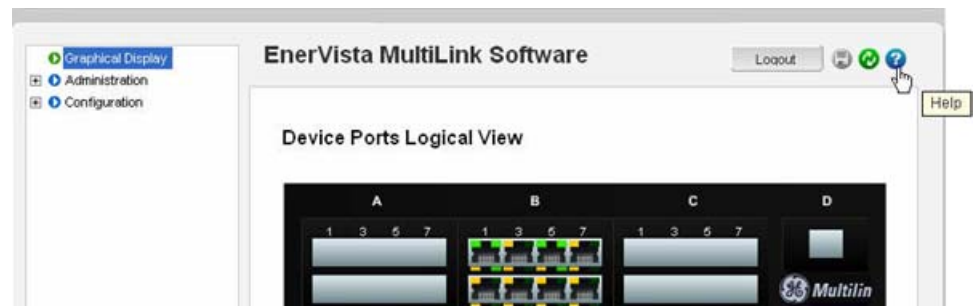 Graphical Display
Administration
Configuration
EnerVista MultiLink Software
Logout
Help
Device Ports Logical View
A B C D
1 3 5 7 1 3 5 7 1 3 5 7
Multilin